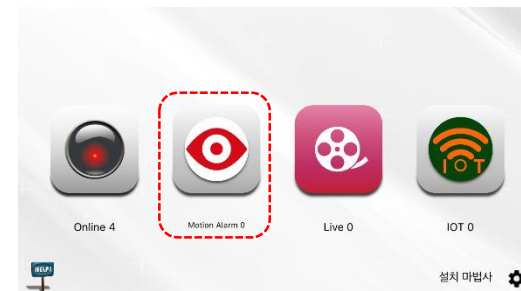 IOT
Online 4
Motion Alarm 0
Live 0
IOT 0
HELP!
설치 마법사